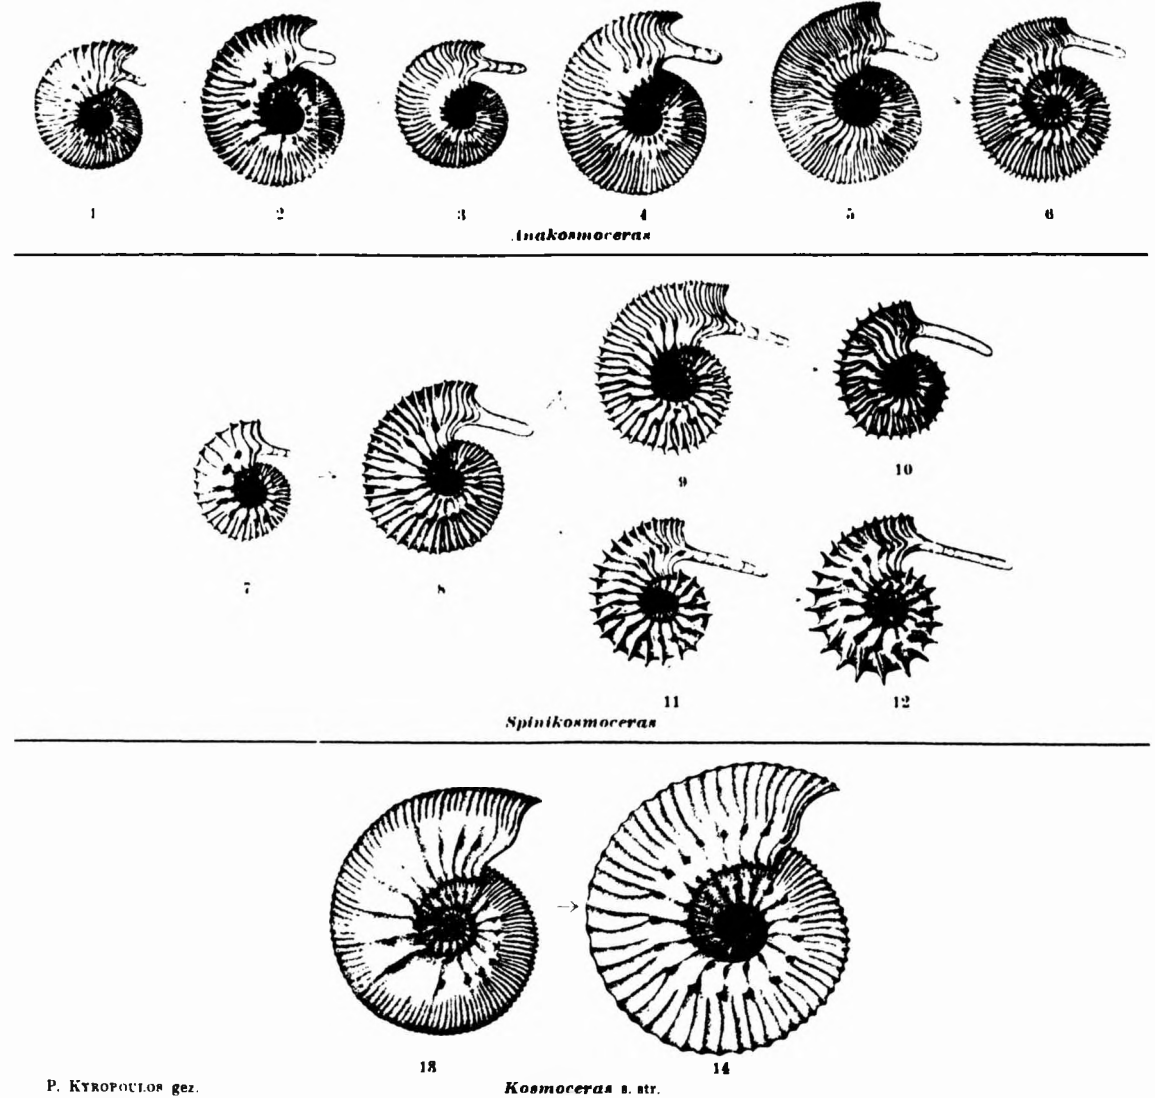 1 2 3 4 5 6
Anakosmoceras
9 10
7 8
11 12
Spinikosmoceras
13 14
P. KYROPOULOS gez.
Kosmoceras s. str.